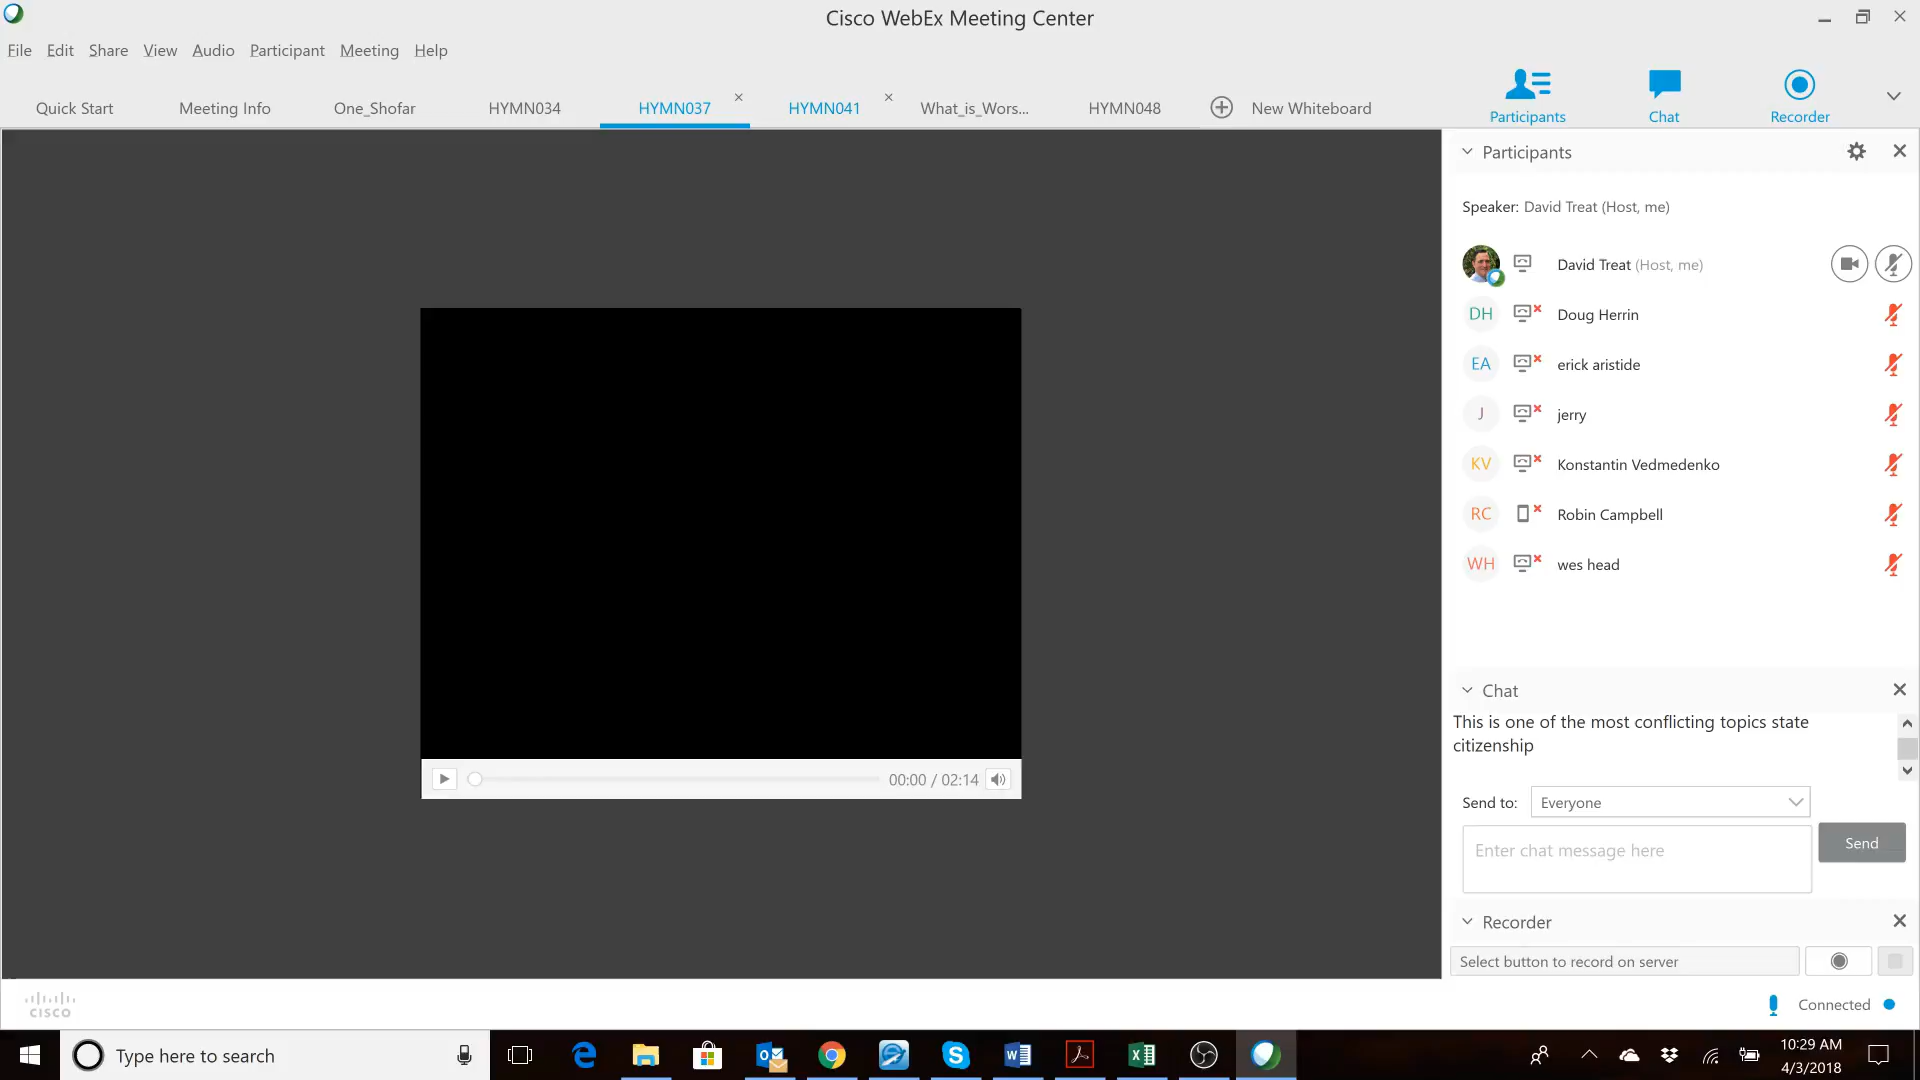 Cisco WebEx Meeting Center
File Edit Share View Audio Participant Meeting Help
Quick Start Meeting Info One_Shofar HYMN034 HYMN037 HYMN041 What_is_Wors... HYMN048 New Whiteboard
Participants Chat Recorder
Participants
Speaker: David Treat (Host, me)
David Treat (Host, me)
DH Doug Herrin
EA erick aristide
J jerry
KV Konstantin Vedmedenko
RC Robin Campbell
WH wes head
Chat
This is one of the most conflicting topics state
citizenship
Send to: Everyone
Enter chat message here
Send
00:00 / 02:14
Recorder
Select button to record on server
CISCO
Connected
Type here to search
10:29 AM
4/3/2018